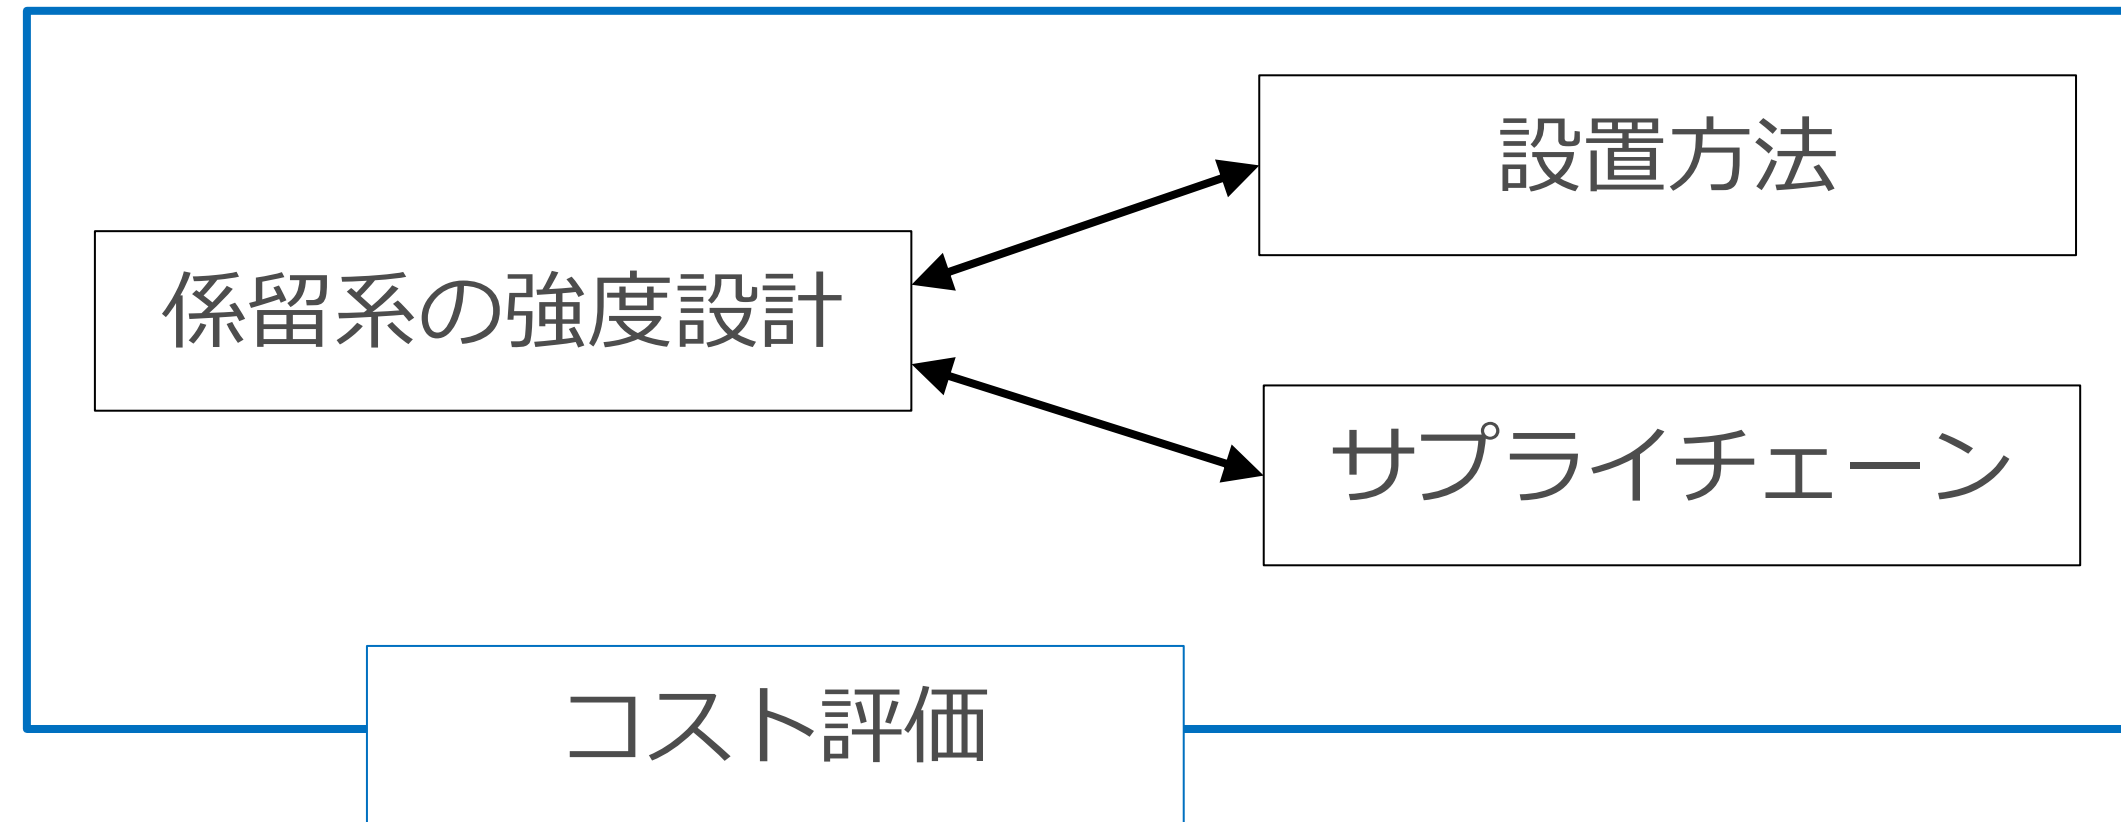 設置方法
係留系の強度設計
サプライチェーン
コスト評価